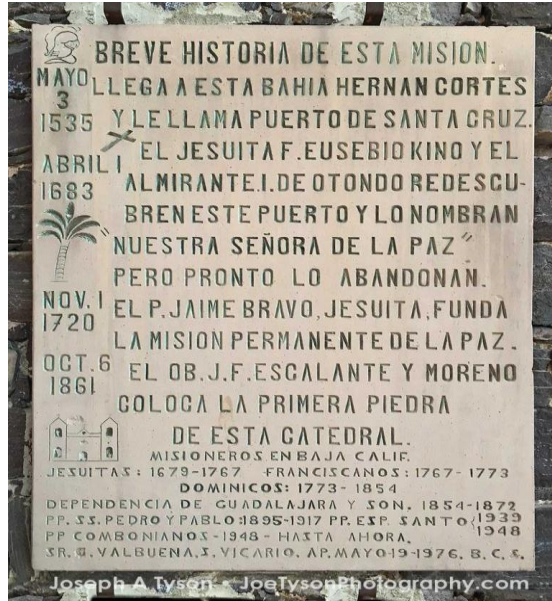 BREVE HISTORIA DE ESTA MISION.
MAYO 3 1535
LLEGA A ESTA BAHIA HERNAN CORTES
Y LE LLAMA PUERTO DE SANTA CRUZ.
ABRIL 1 1683
EL JESUITA F. EUSEBIO KINO Y EL
ALMIRANTE.I. DE OTONDO REDESCU-
BREN ESTE PUERTO Y LO NOMBRAN
"NUESTRA SEÑORA DE LA PAZ"
PERO PRONTO LO ABANDONAN.
NOV. 1 1720
EL P. JAIME BRAVO, JESUITA, FUNDA
LA MISION PERMANENTE DE LA PAZ.
OCT. 6 1861
EL OB. J. F. ESCALANTE Y MORENO
COLOCA LA PRIMERA PIEDRA
DE ESTA CATEDRAL.
MISIONEROS EN BAJA CALIF.
JESUITAS: 1679-1767 FRANCISCANOS: 1767-1773
DOMINICOS: 1773-1854
DEPENDENCIA DE GUADALAJARA Y SON. 1854-1872
PP. SS. PEDRO Y PABLO: 1895-1917 PP. ESP. SANTO: 1939
1948
PP COMBONIANOS -1948- HASTA AHORA.
SR. G. VALBUENA. S. VICARIO. AP. MAYO-19-1976. B. C. S.
Joseph A Tyson • JoeTysonPhotography.com